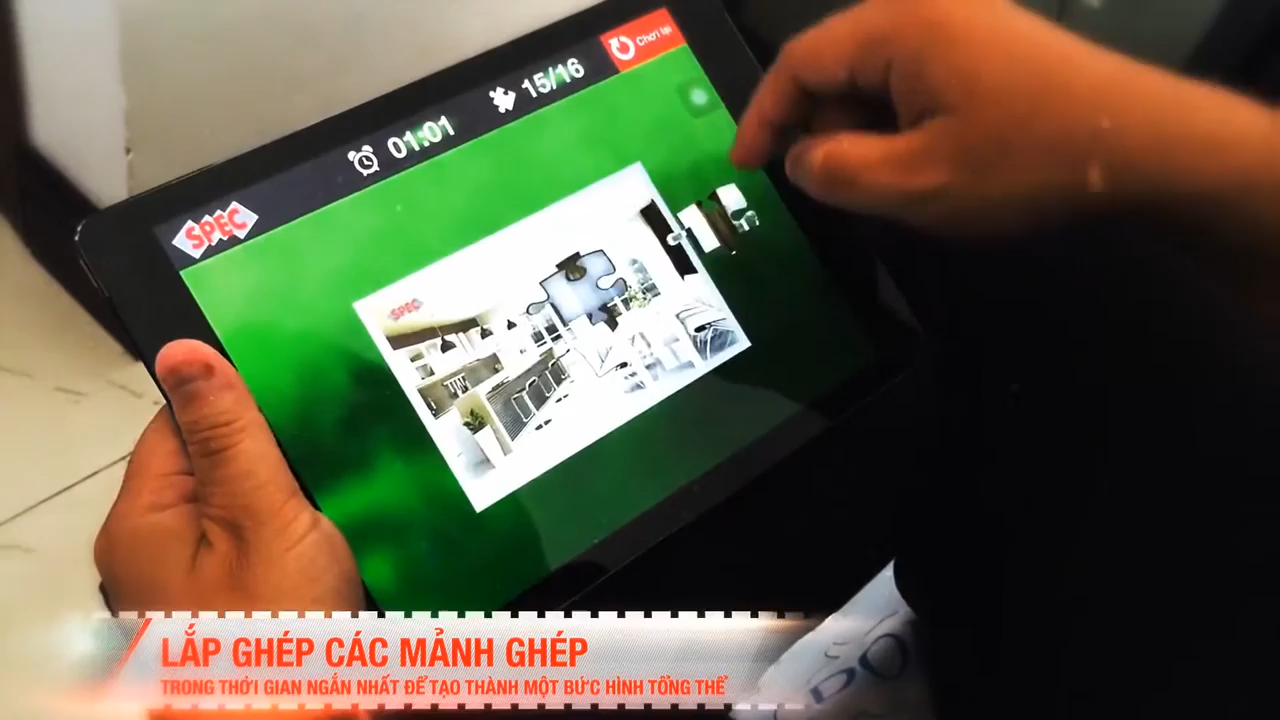 Chơi lại
15/16
01:01
SPEC
SPEC
LẮP GHÉP CÁC MẢNH GHÉP
TRONG THỜI GIAN NGẮN NHẤT ĐỂ TẠO THÀNH MỘT BỨC HÌNH TỔNG THỂ
DO